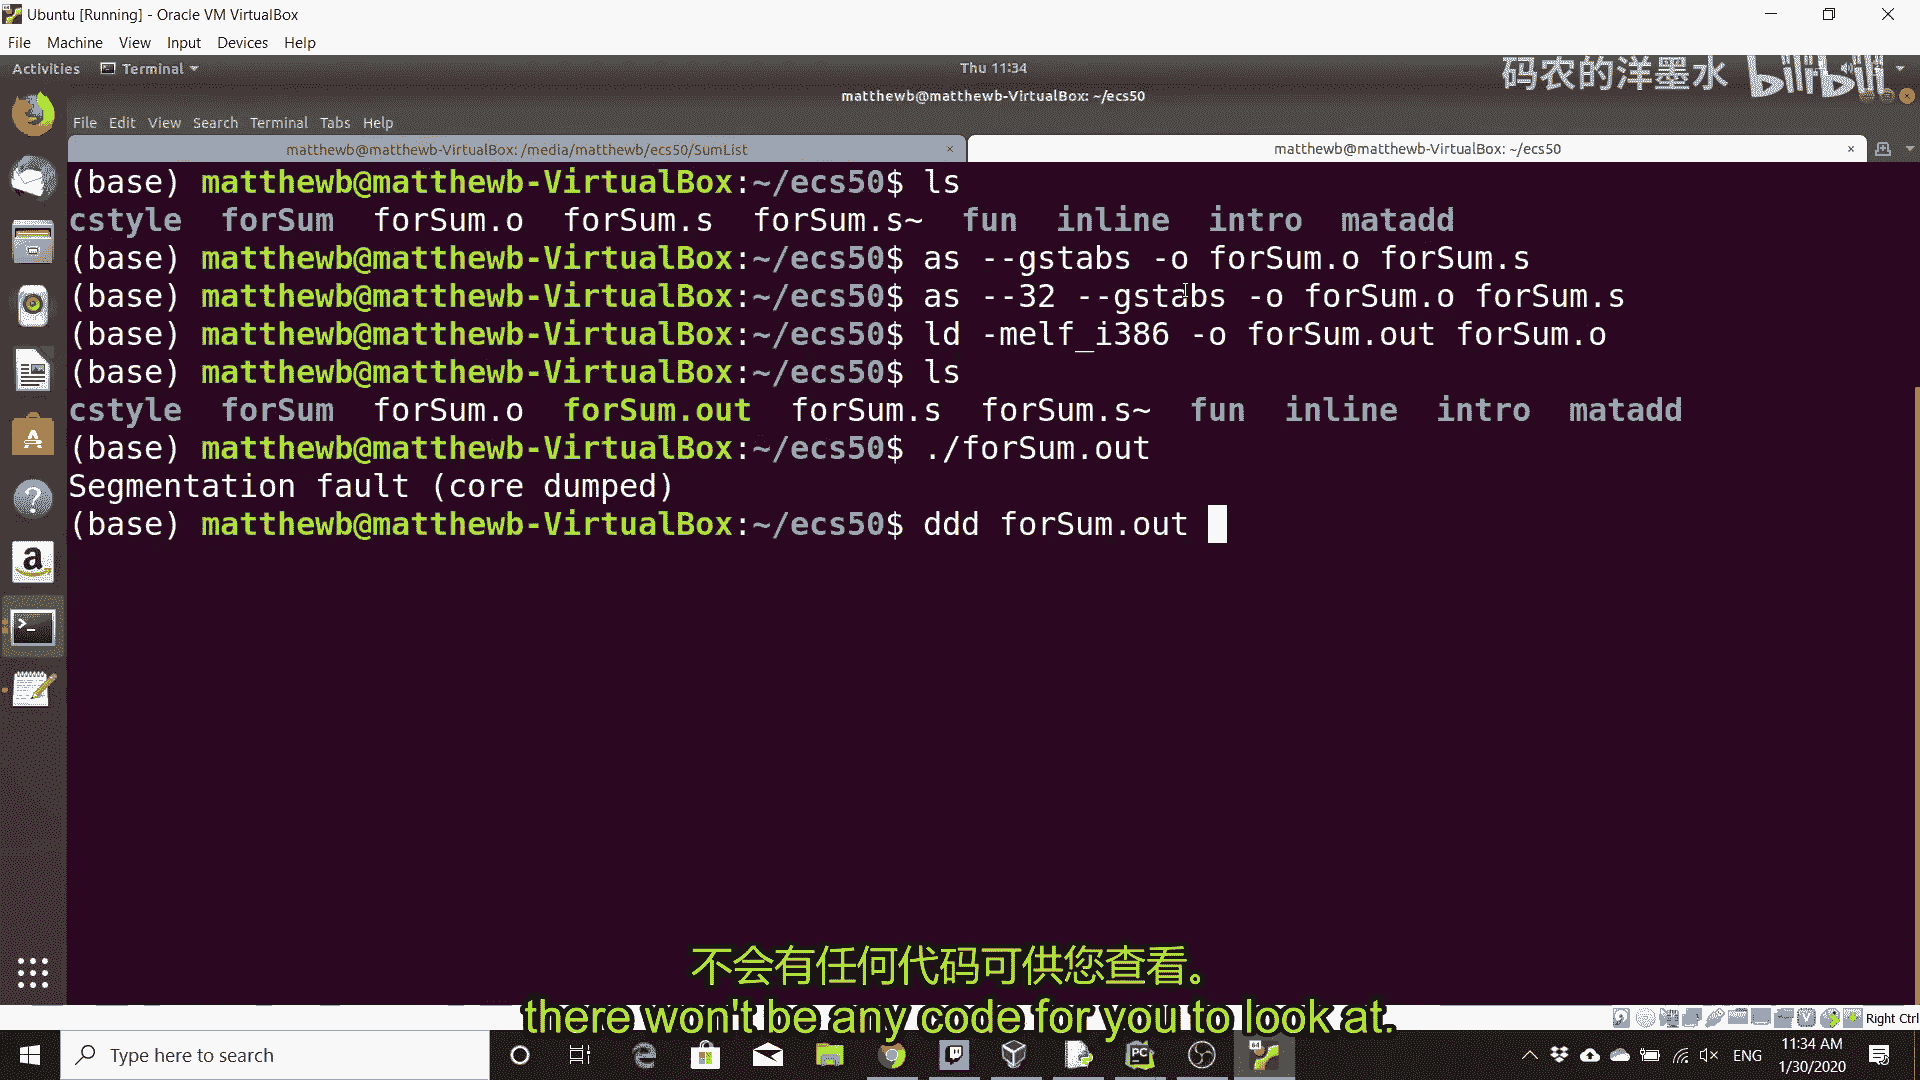 Ubuntu [Running] - Oracle VM VirtualBox
File Machine View Input Devices Help
Activities Terminal Thu 11:34
码农的洋墨水 bilibili
matthewb@matthewb-VirtualBox: ~/ecs50
File Edit View Search Terminal Tabs Help
matthewb@matthewb-VirtualBox: /media/matthewb/ecs50/SumList × matthewb@matthewb-VirtualBox: ~/ecs50 ×
(base) matthewb@matthewb-VirtualBox:~/ecs50$ ls
cstyle forSum forSum.o forSum.s forSum.s~ fun inline intro matadd
(base) matthewb@matthewb-VirtualBox:~/ecs50$ as --gstabs -o forSum.o forSum.s
(base) matthewb@matthewb-VirtualBox:~/ecs50$ as --32 --gstabs -o forSum.o forSum.s
(base) matthewb@matthewb-VirtualBox:~/ecs50$ ld -melf_i386 -o forSum.out forSum.o
(base) matthewb@matthewb-VirtualBox:~/ecs50$ ls
cstyle forSum forSum.o forSum.out forSum.s forSum.s~ fun inline intro matadd
(base) matthewb@matthewb-VirtualBox:~/ecs50$ ./forSum.out
Segmentation fault (core dumped)
(base) matthewb@matthewb-VirtualBox:~/ecs50$ ddd forSum.out
不会有任何代码可供您查看。
there won't be any code for you to look at.
Right Ctrl
Type here to search
ENG
11:34 AM
1/30/2020